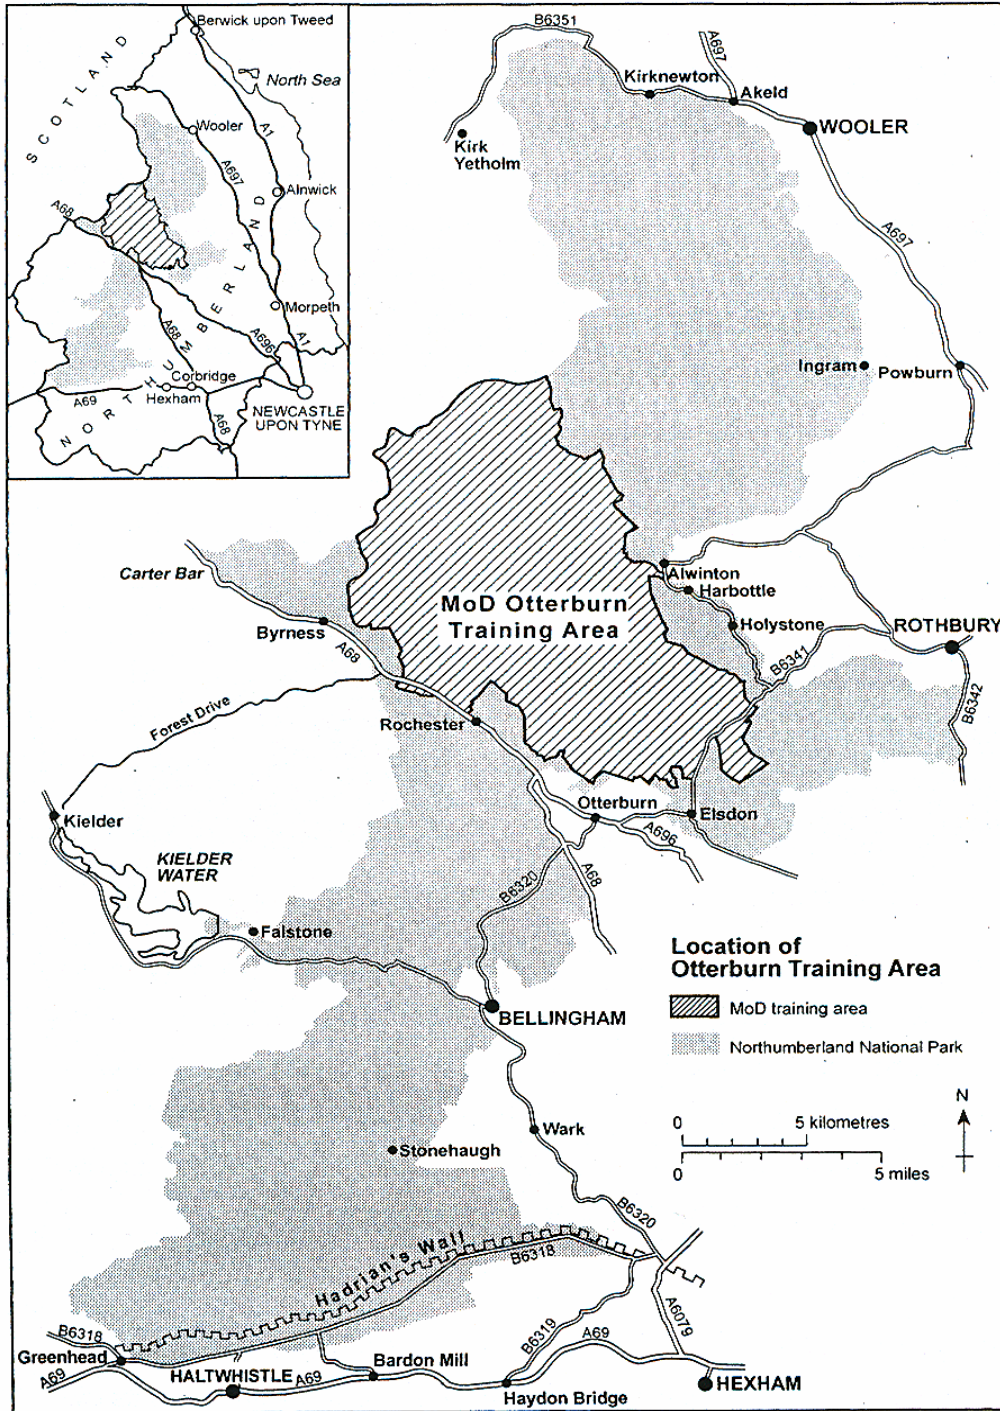 Berwick upon Tweed
SCOTLAND
North Sea
Wooler
A1
A697
Alnwick
A68
NORTHUMBERLAND
Morpeth
A68
A696
A1
Corbridge
A69
Hexham
A68
NEWCASTLE
UPON TYNE
B6351
A697
Kirknewton
Akeld
WOOLER
Kirk
Yetholm
A697
Ingram
Powburn
Carter Bar
Alwinton
Harbottle
MoD Otterburn
Training Area
Byrness
Holystone
ROTHBURY
A68
B6341
B6342
Forest Drive
Rochester
Kielder
Otterburn
Elsdon
A696
KIELDER
WATER
B6320
A68
Falstone
Location of
Otterburn Training Area
MoD training area
BELLINGHAM
Northumberland National Park
N
0 5 kilometres
Wark
Stonehaugh
0 5 miles
B6320
Hadrian's Wall
B6318
B6318
B6319
A69
A6079
Greenhead
A69
HALTWHISTLE
A69
Bardon Mill
Haydon Bridge
HEXHAM